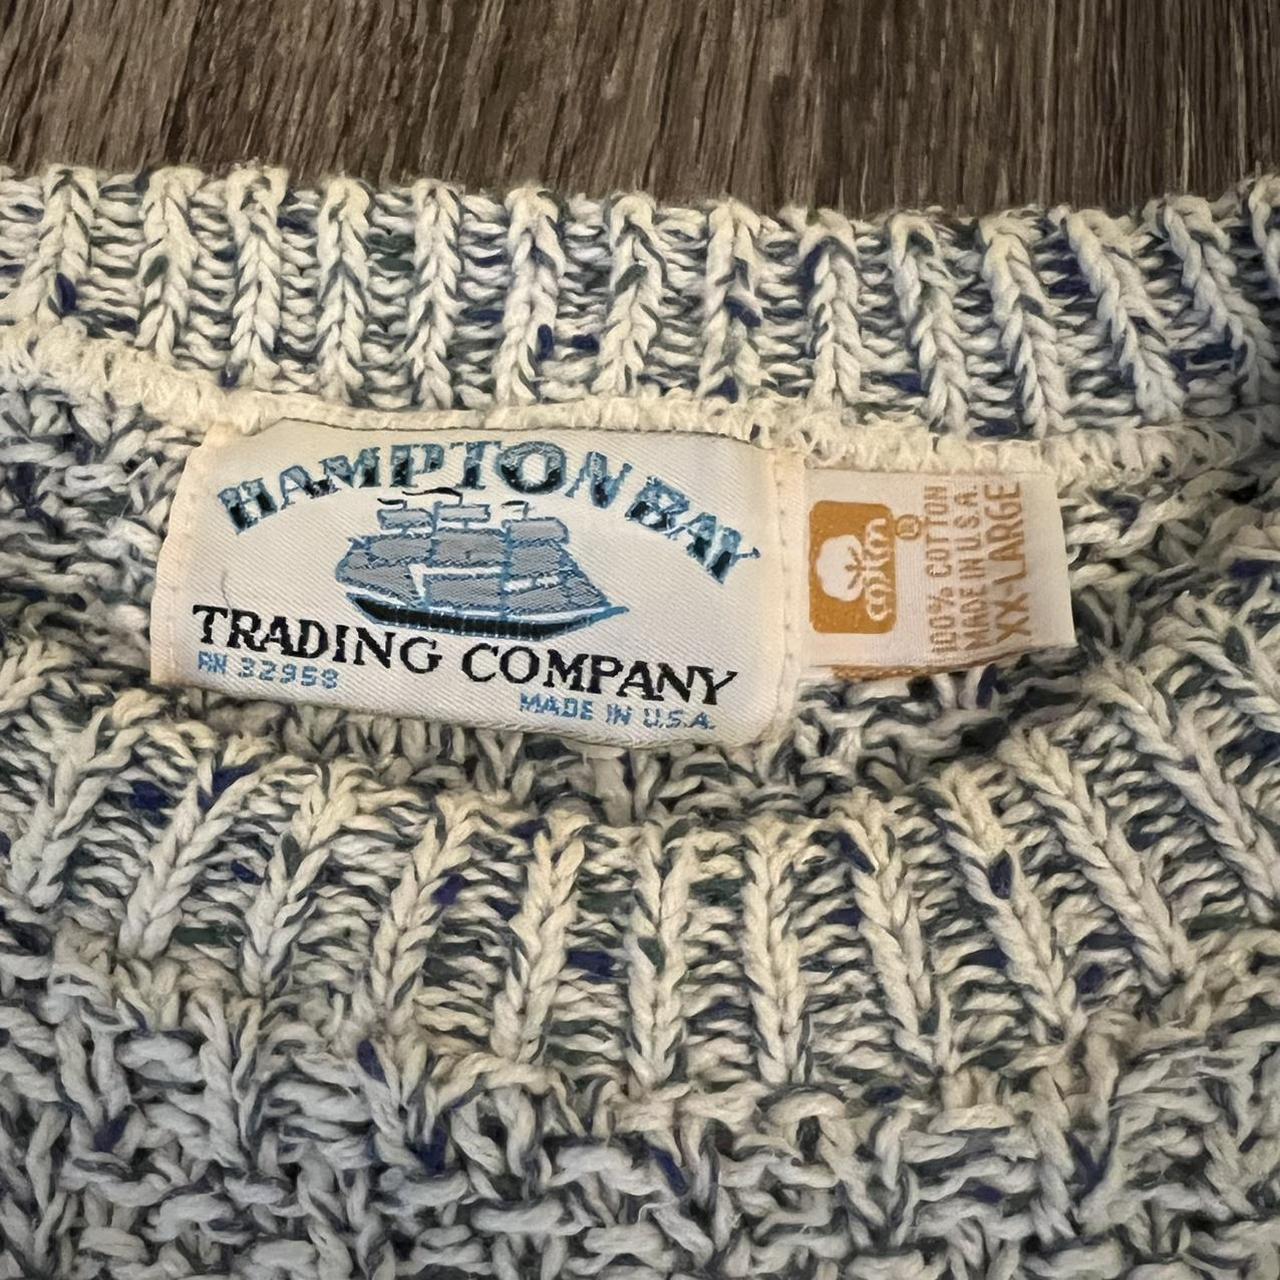 HAMPTON BAY
TRADING COMPANY
RN 32958
MADE IN U.S.A.
cotton ®
100% COTTON
MADE IN U.S.A.
XX-LARGE